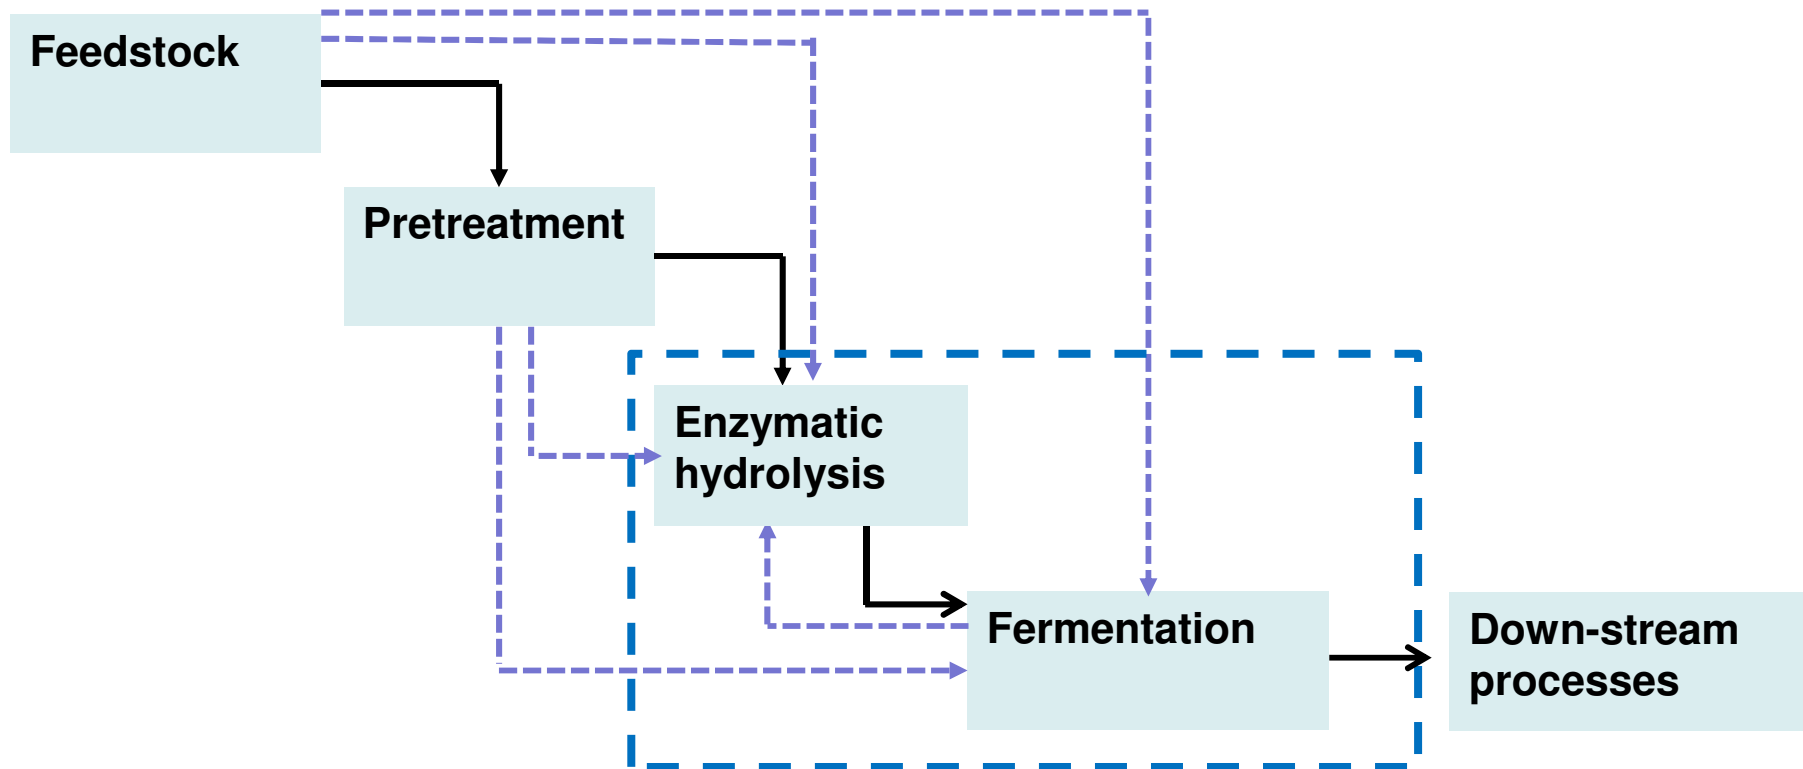 Feedstock
Pretreatment
Enzymatic
hydrolysis
Fermentation
Down-stream
processes